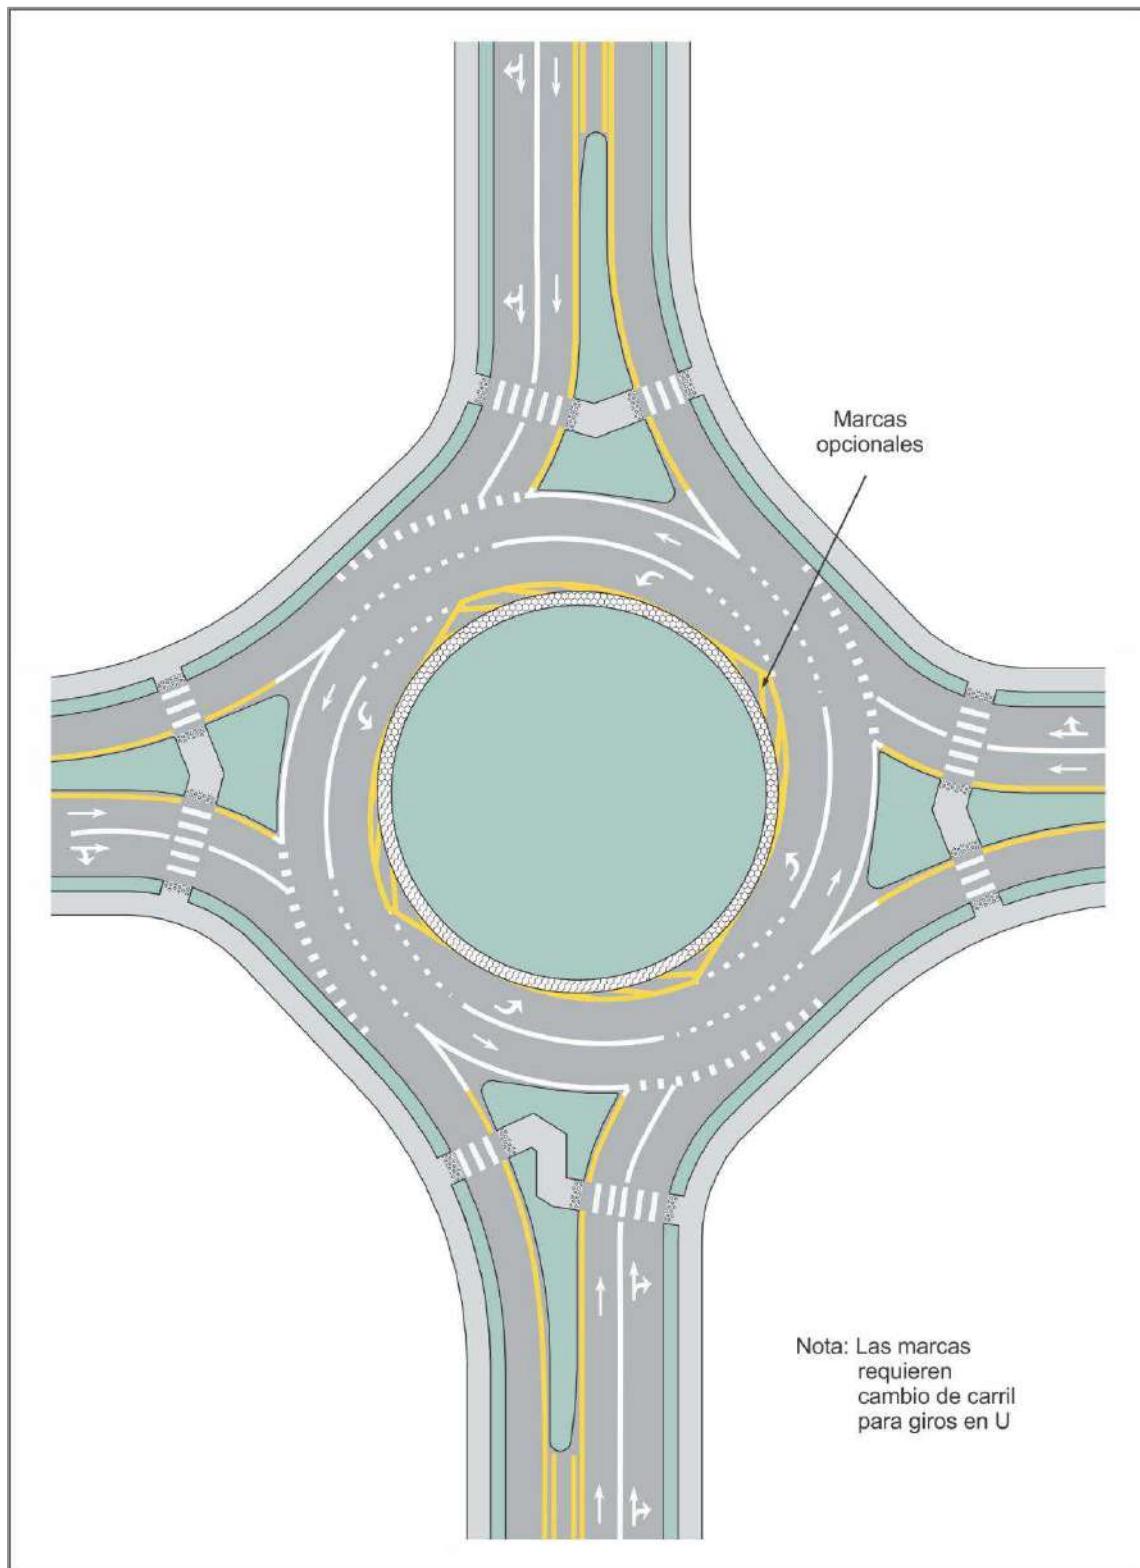 Marcas
opcionales
Nota: Las marcas
requieren
cambio de carril
para giros en U